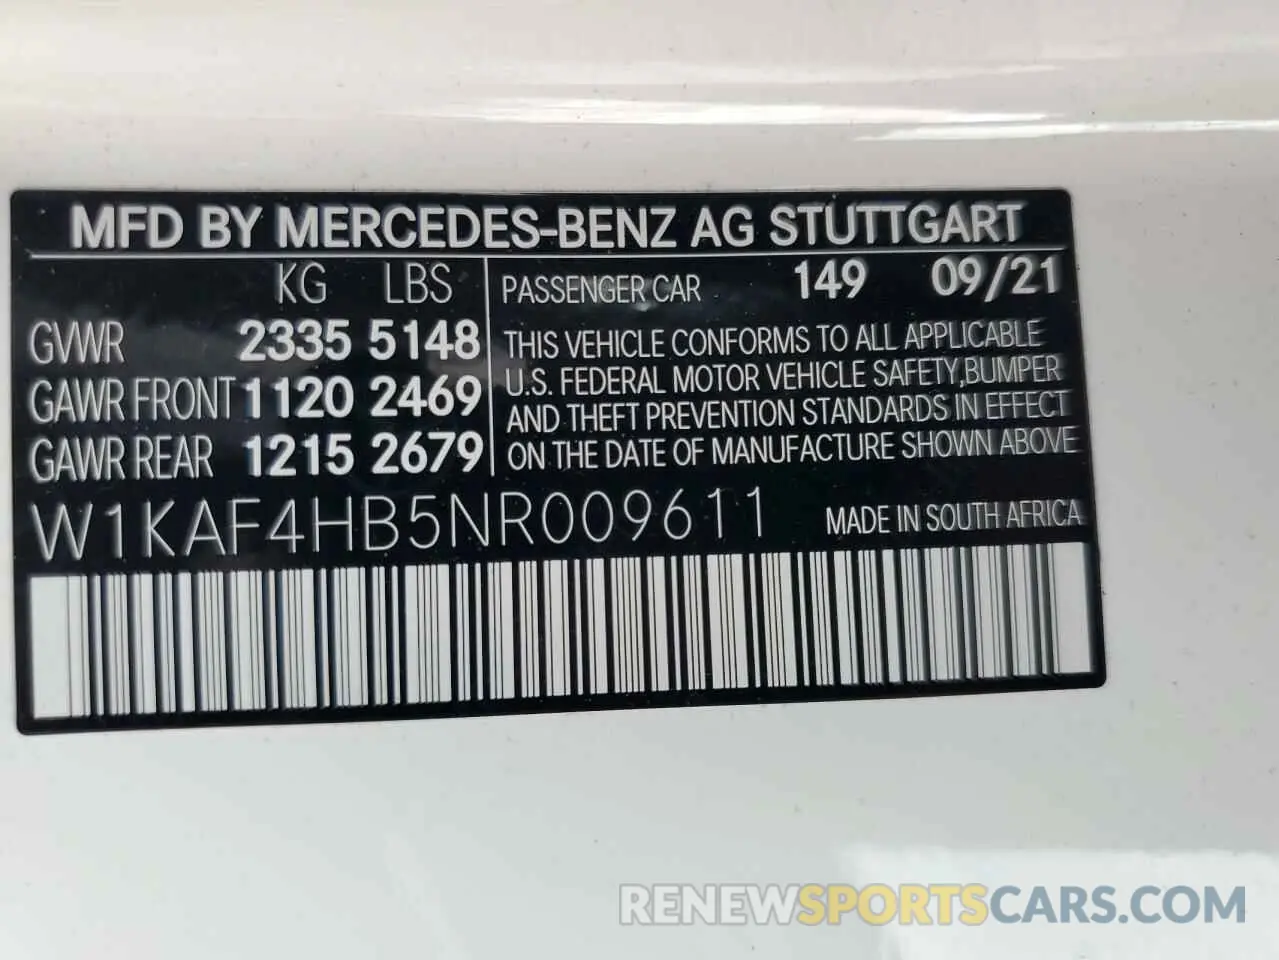 MFD BY MERCEDES-BENZ AG STUTTGART
KG LBS
GVWR 2335 5148
GAWR FRONT 1120 2469
GAWR REAR 1215 2679
PASSENGER CAR 149 09/21
THIS VEHICLE CONFORMS TO ALL APPLICABLE
U.S. FEDERAL MOTOR VEHICLE SAFETY,BUMPER
AND THEFT PREVENTION STANDARDS IN EFFECT
ON THE DATE OF MANUFACTURE SHOWN ABOVE
W1KAF4HB5NR009611 MADE IN SOUTH AFRICA
RENEWSPORTSCARS.COM